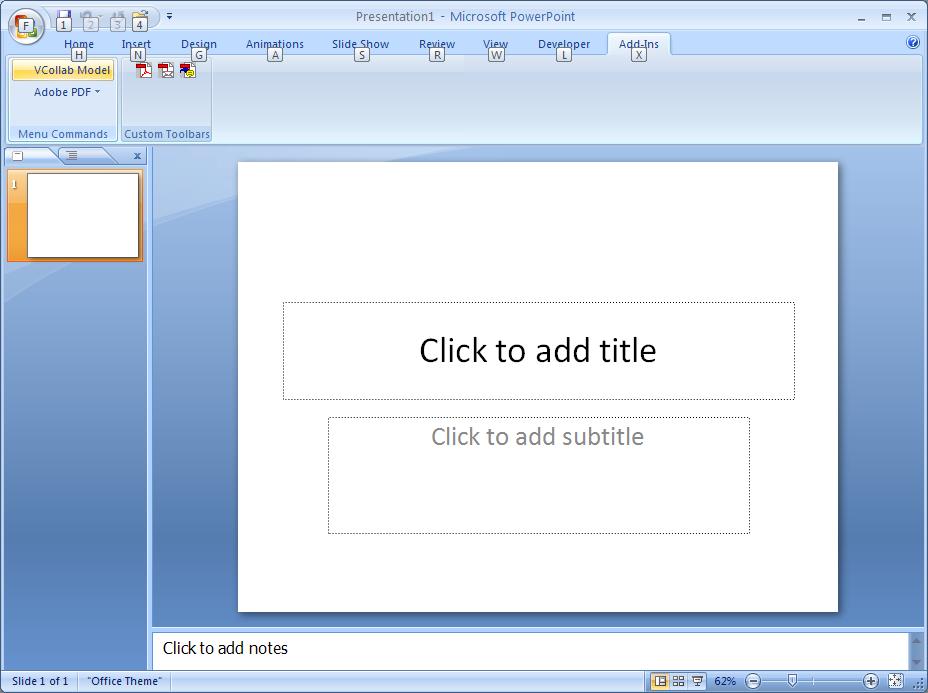 Presentation1 - Microsoft PowerPoint
F 1 2 3 4
Home Insert Design Animations Slide Show Review View Developer Add-Ins
H N G A S R W L X
VCollab Model
Adobe PDF
Menu Commands Custom Toolbars
1
Click to add title
Click to add subtitle
Click to add notes
Slide 1 of 1 "Office Theme" 62%